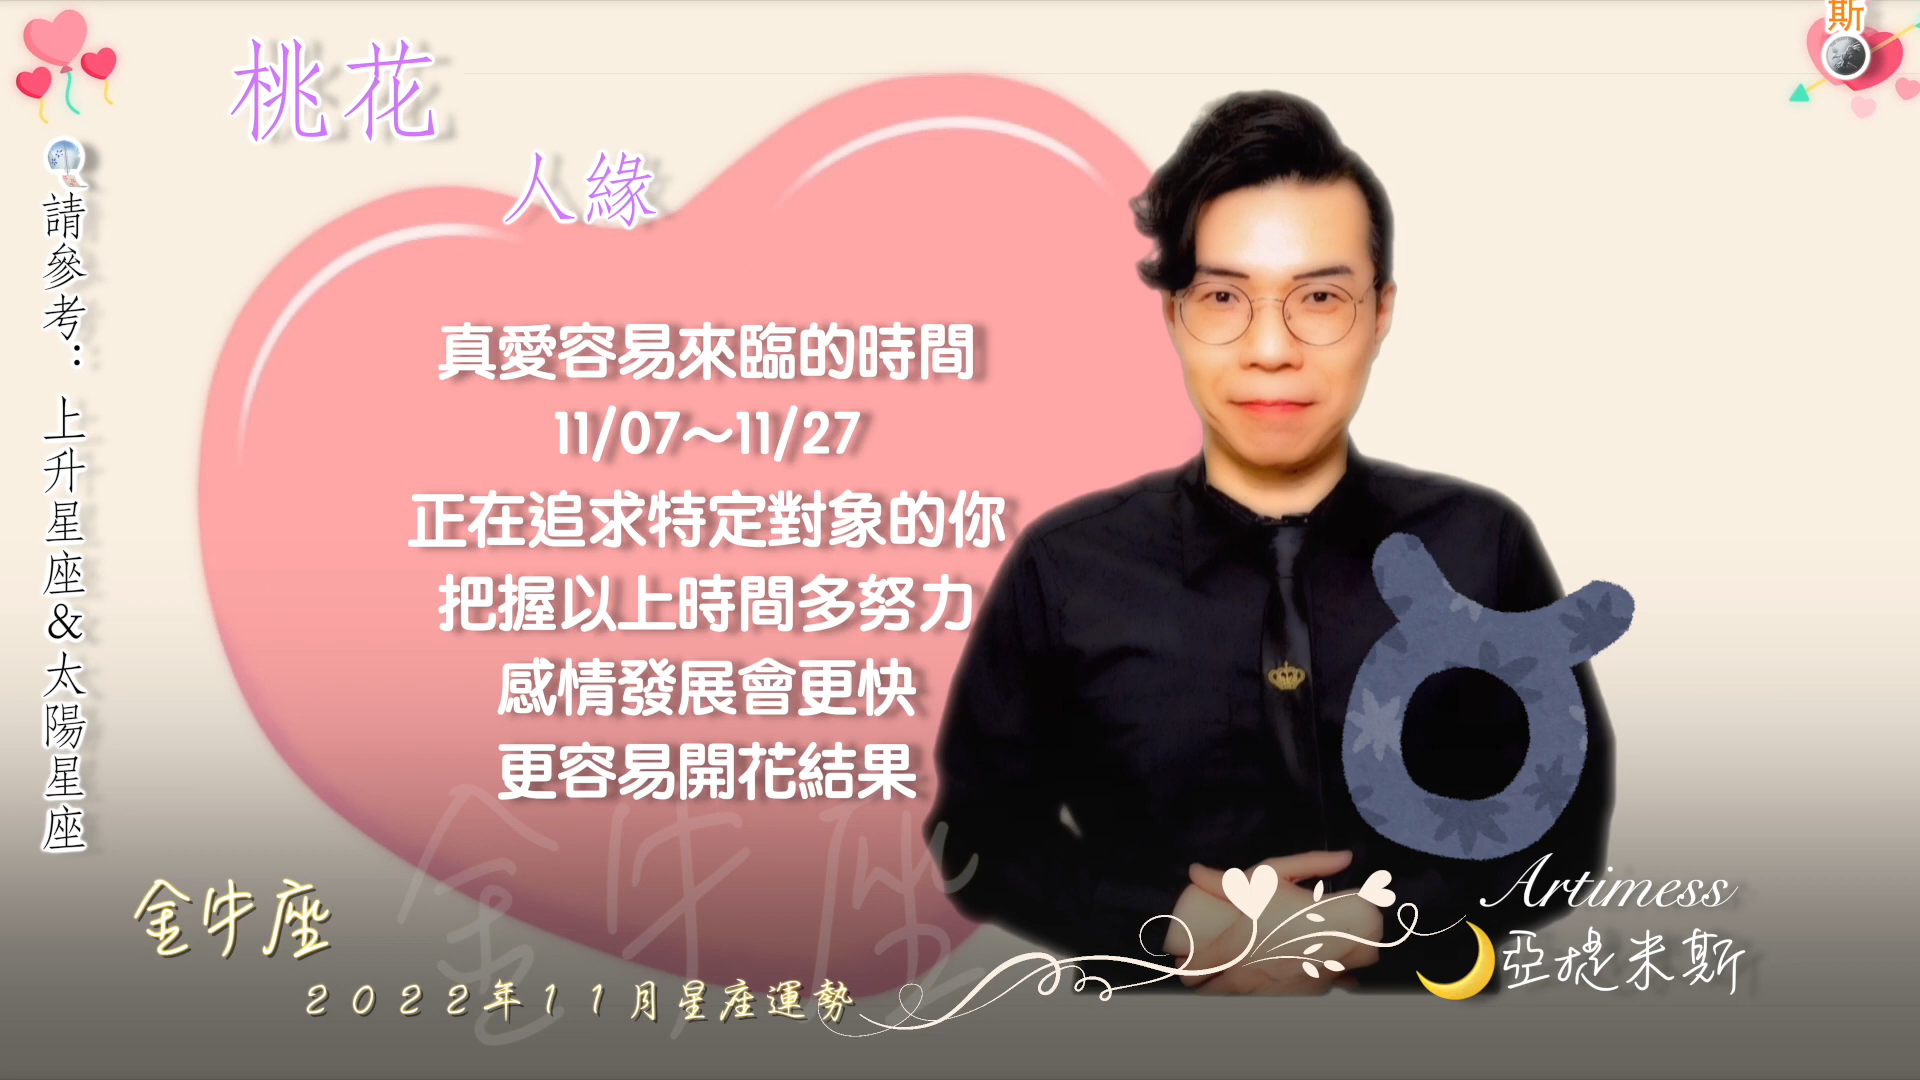 斯
桃花
人緣
請參考：上升星座&太陽星座
真愛容易來臨的時間
11/07～11/27
正在追求特定對象的你
把握以上時間多努力
感情發展會更快
更容易開花結果
金牛座
金牛座
2022年11月星座運勢
Artimess
亞提米斯